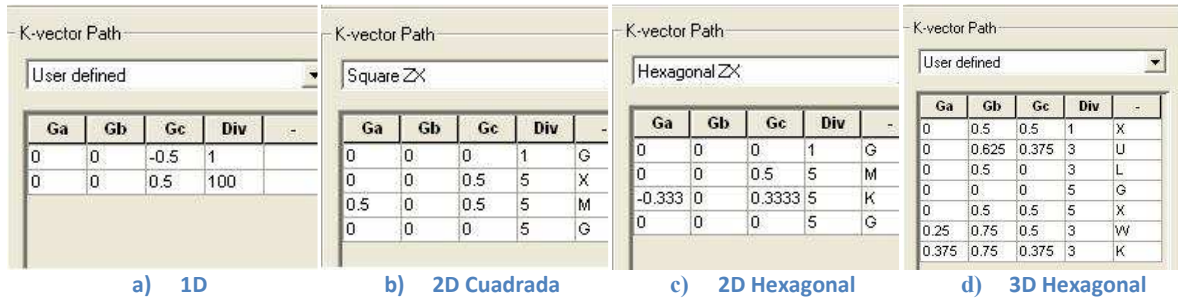 K-vector Path
User defined
Ga Gb Gc Div -
0 0 -0.5 1
0 0 0.5 100
a) 1D
K-vector Path
Square ZX
Ga Gb Gc Div -
0 0 0 1 G
0 0 0.5 5 X
0.5 0 0.5 5 M
0 0 0 5 G
b) 2D Cuadrada
K-vector Path
Hexagonal ZX
Ga Gb Gc Div -
0 0 0 1 G
0 0 0.5 5 M
-0.333 0 0.3333 5 K
0 0 0 5 G
c) 2D Hexagonal
K-vector Path
User defined
Ga Gb Gc Div -
0 0.5 0.5 1 X
0 0.625 0.375 3 U
0 0.5 0 3 L
0 0 0 5 G
0 0.5 0.5 5 X
0.25 0.75 0.5 3 W
0.375 0.75 0.375 3 K
d) 3D Hexagonal